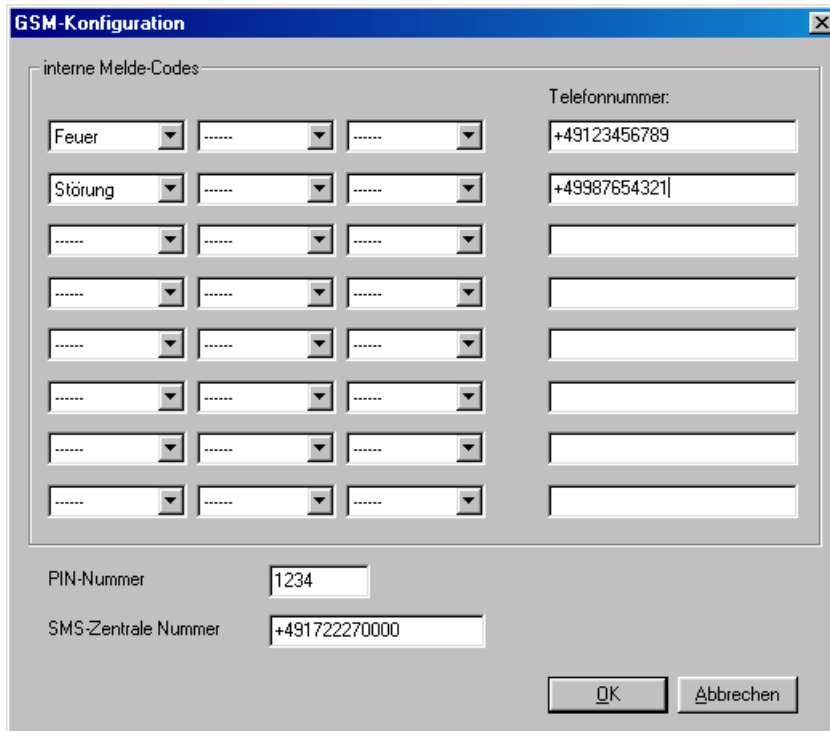 GSM-Konfiguration
interne Melde-Codes
Telefonnummer:
Feuer ------ ------ +49123456789
Störung ------ ------ +49987654321
------ ------ ------
------ ------ ------
------ ------ ------
------ ------ ------
------ ------ ------
------ ------ ------
PIN-Nummer 1234
SMS-Zentrale Nummer +491722270000
OK Abbrechen